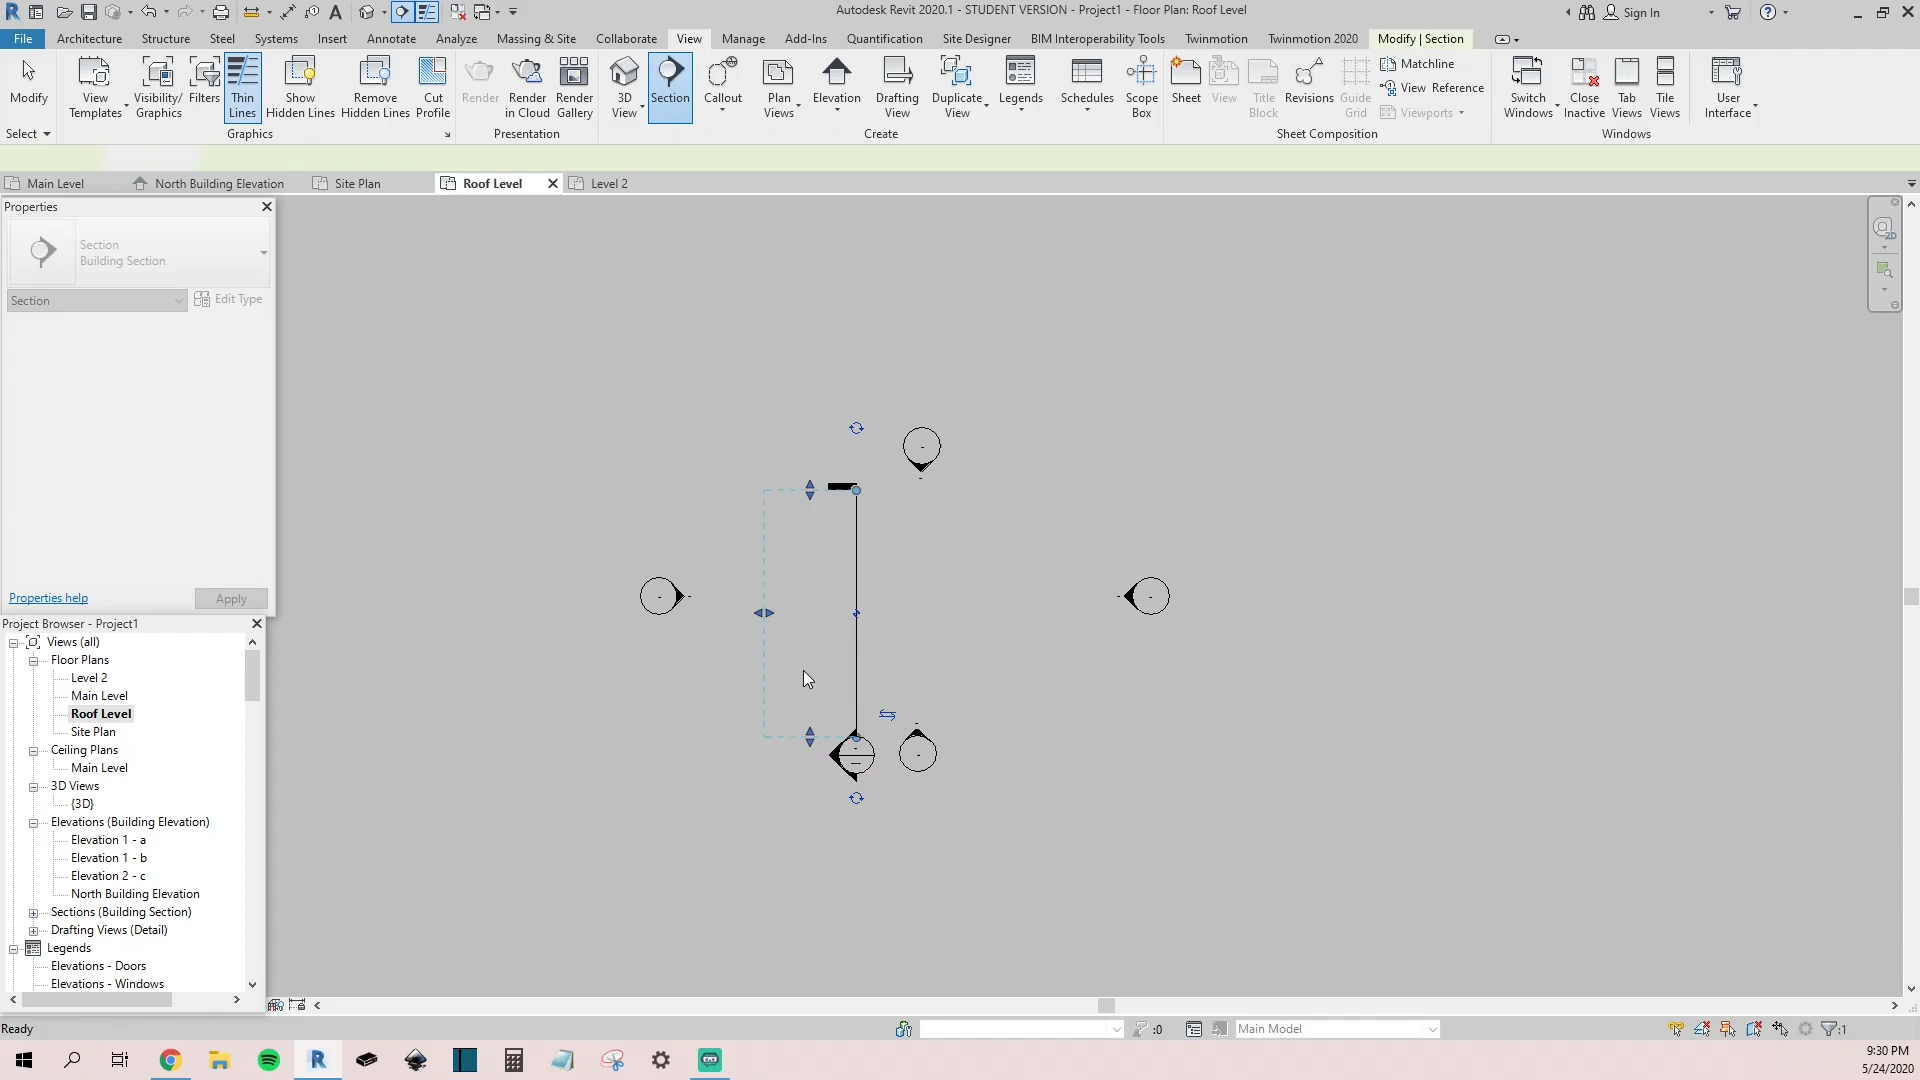 Autodesk Revit 2020.1 - STUDENT VERSION - Project1 - Floor Plan: Roof Level
Sign In
File Architecture Structure Steel Systems Insert Annotate Analyze Massing & Site Collaborate View Manage Add-Ins Quantification Site Designer BIM Interoperability Tools Twinmotion Twinmotion 2020 Modify | Section
Modify
View Templates
Visibility/ Graphics
Filters
Thin Lines
Show Hidden Lines
Remove Hidden Lines
Cut Profile
Render
Render in Cloud
Render Gallery
3D View
Section
Callout
Plan Views
Elevation
Drafting View
Duplicate View
Legends
Schedules
Scope Box
Sheet
View
Title Block
Revisions
Guide Grid
Matchline
View Reference
Viewports
Switch Windows
Close Inactive
Tab Views
Tile Views
User Interface
Select Graphics Presentation Create Sheet Composition Windows
Main Level North Building Elevation Site Plan Roof Level Level 2
Properties
Section
Building Section
Section Edit Type
Properties help Apply
Project Browser - Project1
Views (all)
Floor Plans
Level 2
Main Level
Roof Level
Site Plan
Ceiling Plans
Main Level
3D Views
{3D}
Elevations (Building Elevation)
Elevation 1 - a
Elevation 1 - b
Elevation 2 - c
North Building Elevation
Sections (Building Section)
Drafting Views (Detail)
Legends
Elevations - Doors
Elevations - Windows
2D
Ready :0 Main Model :1
9:30 PM
5/24/2020